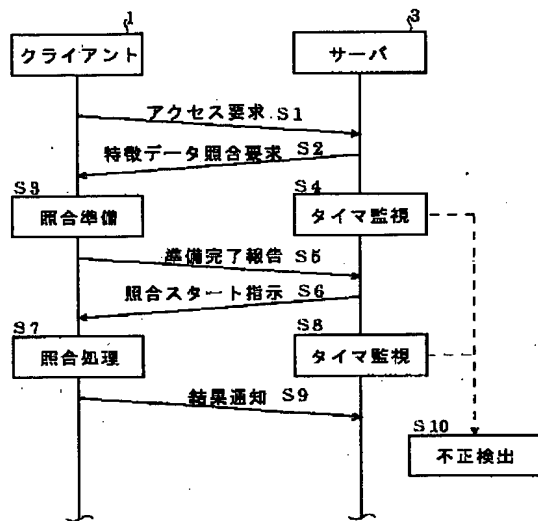 1
クライアント
3
サーバ
アクセス要求 S1
特徴データ照合要求 S2
S3
照合準備
S4
タイマ監視
準備完了報告 S5
照合スタート指示 S6
S7
照合処理
S8
タイマ監視
結果通知 S9
S10
不正検出